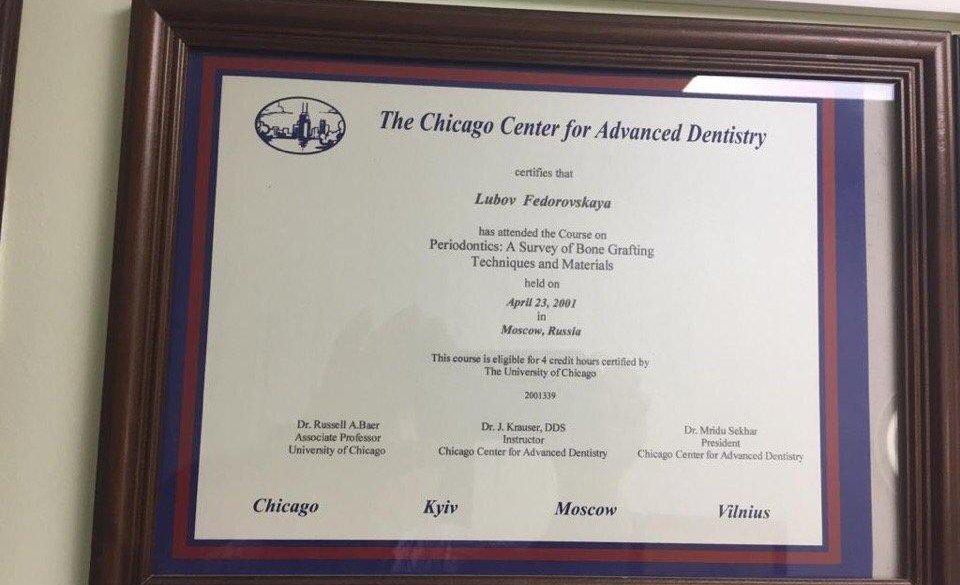 The Chicago Center for Advanced Dentistry
certifies that
Lubov Fedorovskaya
has attended the Course on
Periodontics: A Survey of Bone Grafting
Techniques and Materials
held on
April 23, 2001
in
Moscow, Russia
This course is eligible for 4 credit hours certified by
The University of Chicago
2001339
Dr. Russell A.Baer
Associate Professor
University of Chicago
Dr. J. Krauser, DDS
Instructor
Chicago Center for Advanced Dentistry
Dr. Mridu Sekhar
President
Chicago Center for Advanced Dentistry
Chicago Kyiv Moscow Vilnius